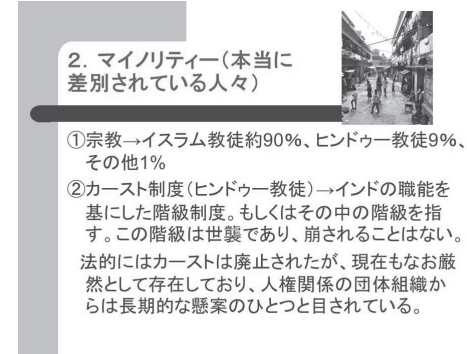 ２．マイノリティー（本当に
差別されている人々）
①宗教→イスラム教徒約90％、ヒンドゥー教徒9％、
その他1％
②カースト制度（ヒンドゥー教徒）→インドの職能を
基にした階級制度。もしくはその中の階級を指
す。この階級は世襲であり、崩されることはない。
法的にはカーストは廃止されたが、現在もなお厳
然として存在しており、人権関係の団体組織か
らは長期的な懸案のひとつと目されている。